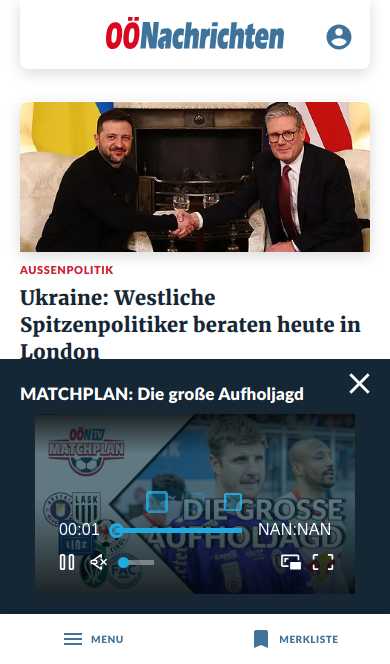 OÖNachrichten
AUSSENPOLITIK
Ukraine: Westliche
Spitzenpolitiker beraten heute in
London
MATCHPLAN: Die große Aufholjagd
OÖN TV
MATCHPLAN
LASK
DIE GROSSE
AUFHOLJAGD
00:01
NAN:NAN
MENU
MERKLISTE